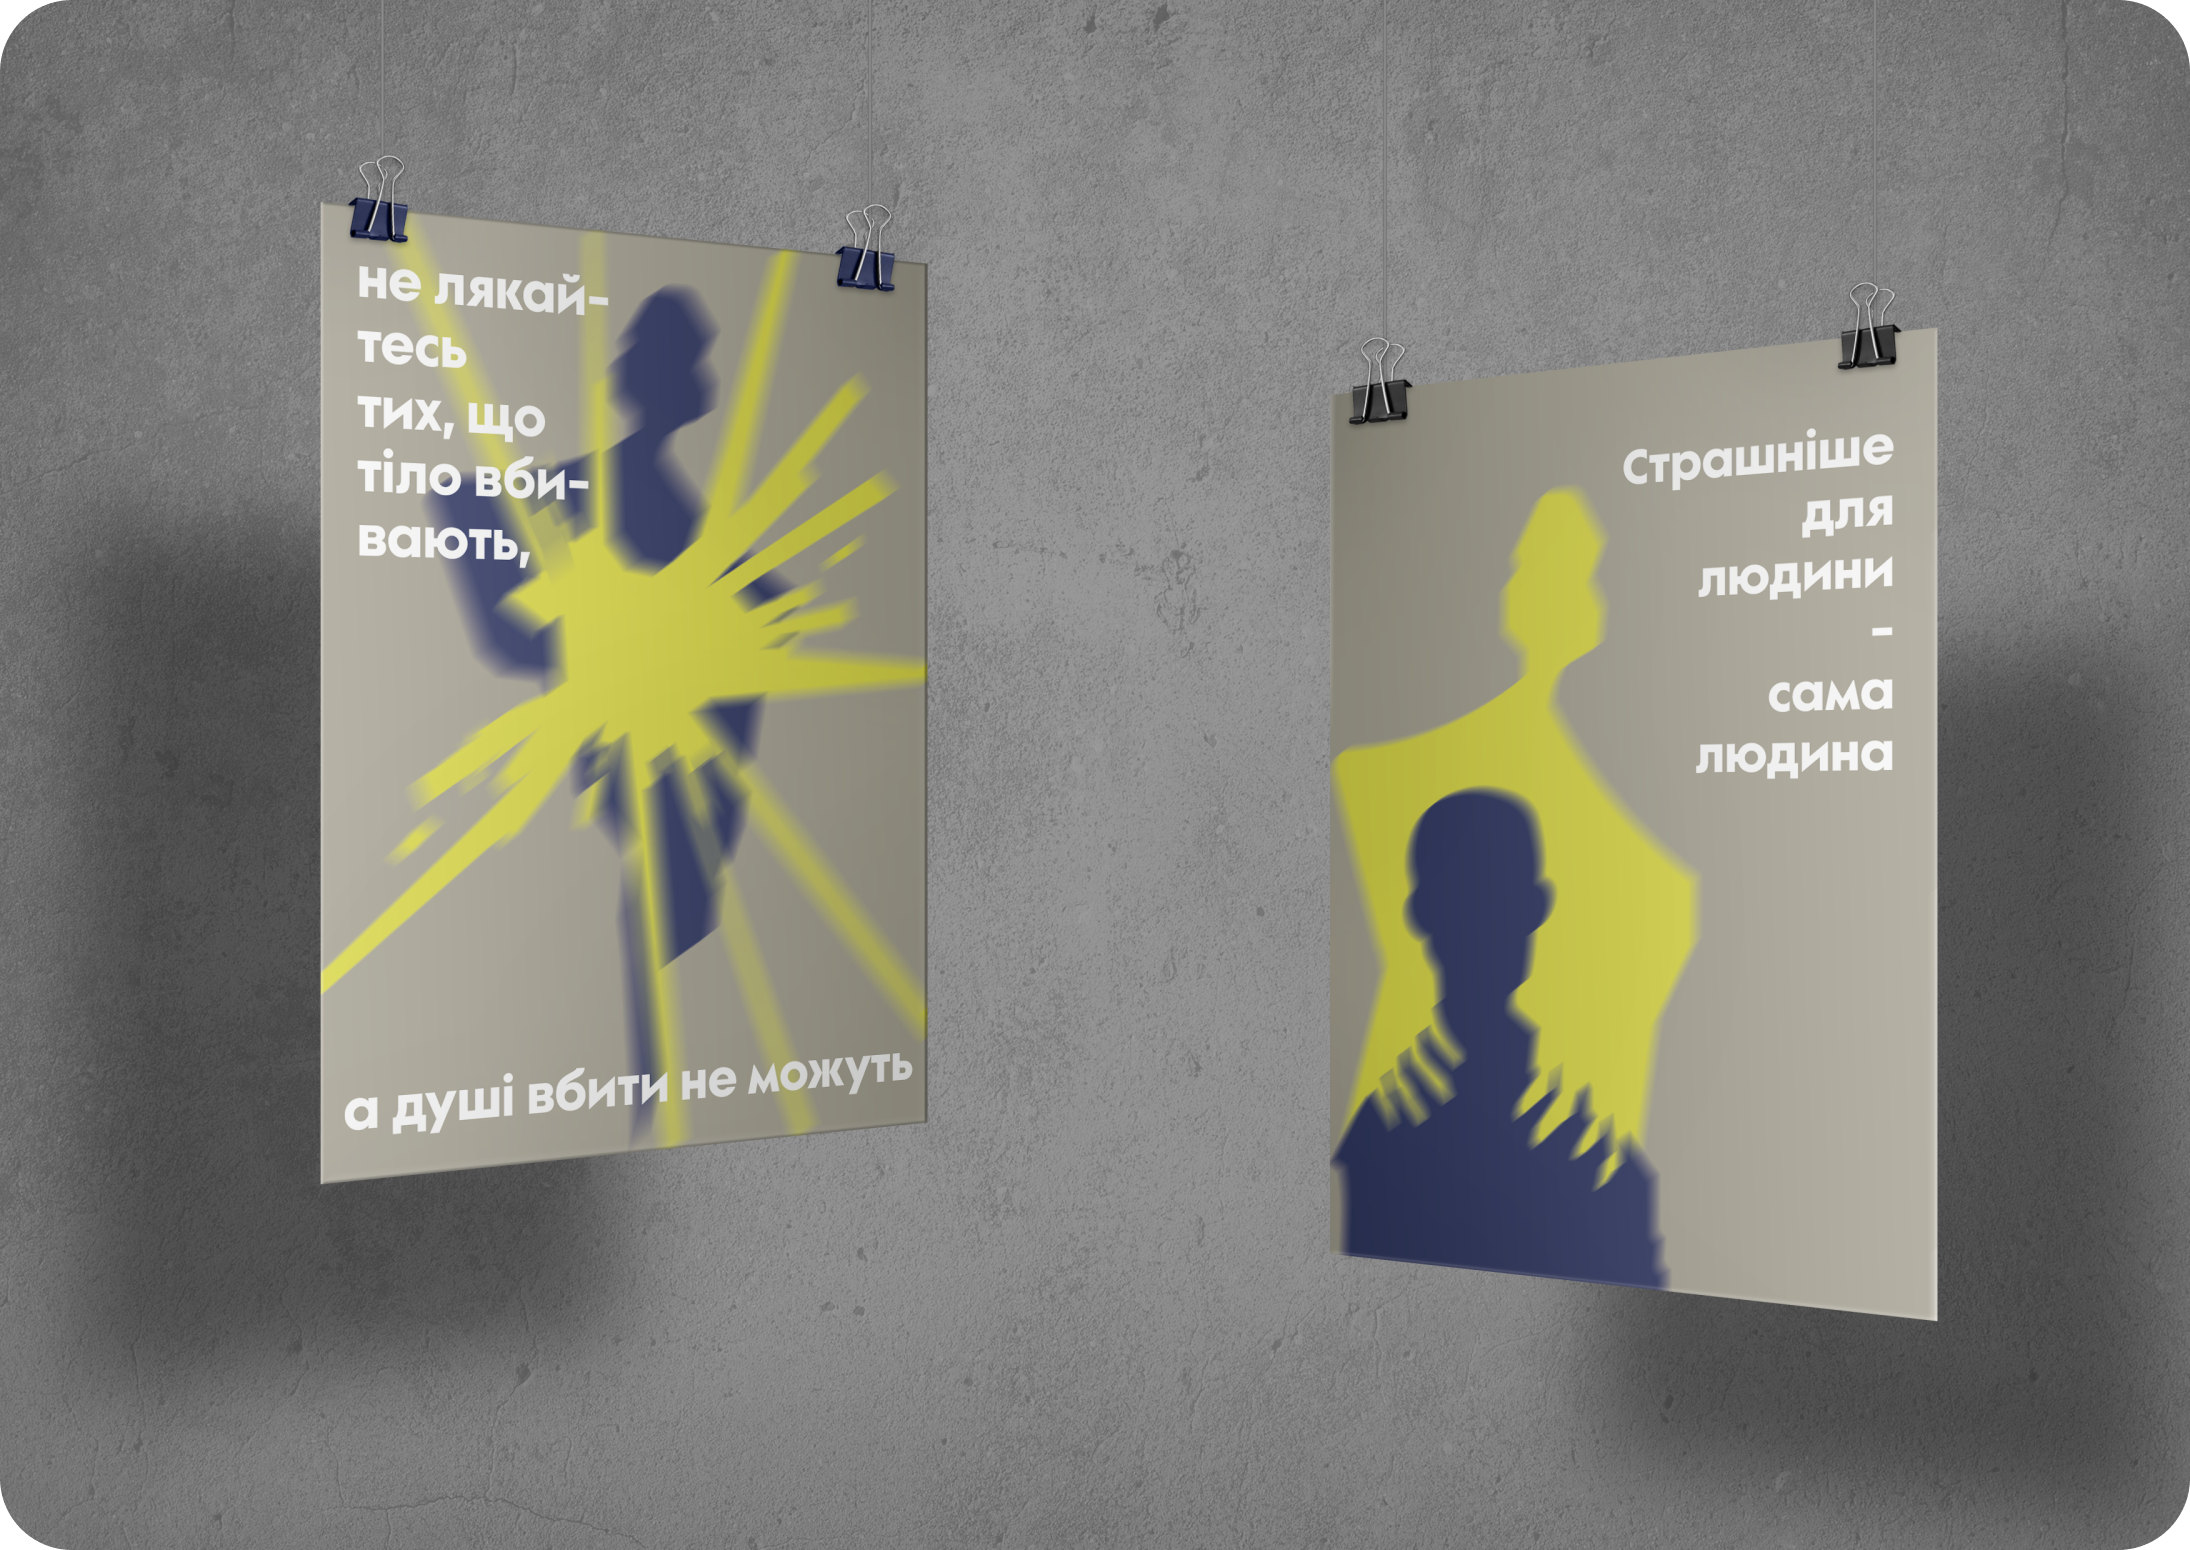 не лякай-
тесь
тих, що
тіло вби-
вають,
а душі вбити не можуть
Страшніше
для
людини
-
сама
людина